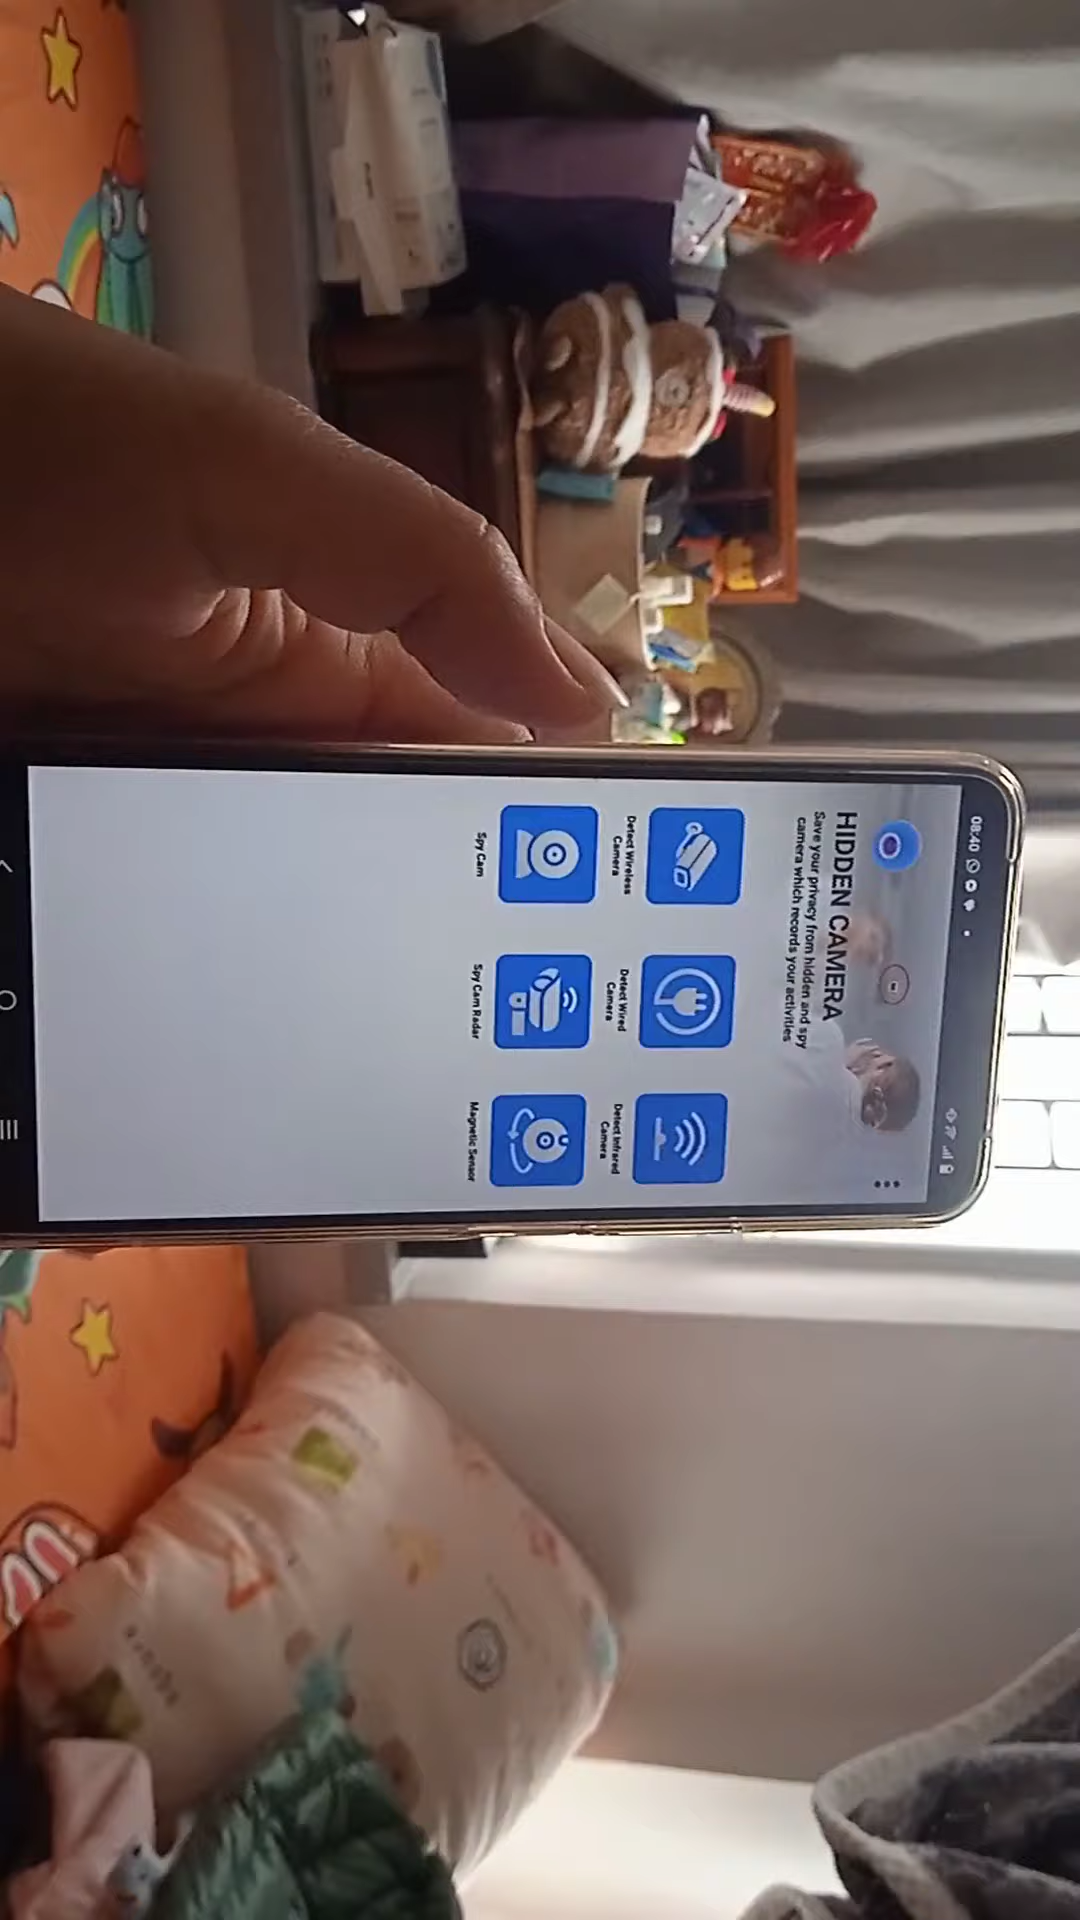 08:40
HIDDEN CAMERA
Save your privacy from hidden and spy
camera which records your activities
Detect Wireless
Camera
Detect Wired
Camera
Detect Infrared
Camera
Spy Cam
Spy Cam Radar
Magnetic Sensor